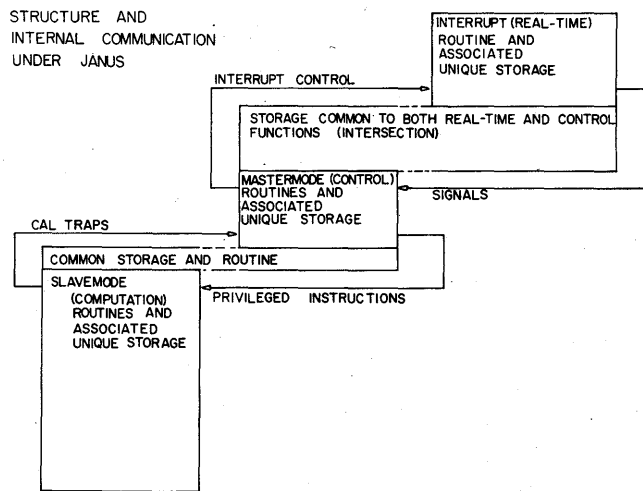 STRUCTURE AND
INTERNAL COMMUNICATION
UNDER JANUS
INTERRUPT (REAL-TIME)
ROUTINE AND
ASSOCIATED
UNIQUE STORAGE
INTERRUPT CONTROL
STORAGE COMMON TO BOTH REAL-TIME AND CONTROL
FUNCTIONS (INTERSECTION)
MASTERMODE (CONTROL)
ROUTINES AND
ASSOCIATED
UNIQUE STORAGE
SIGNALS
CAL TRAPS
COMMON STORAGE AND ROUTINE
SLAVEMODE
(COMPUTATION)
ROUTINES AND
ASSOCIATED
UNIQUE STORAGE
PRIVILEGED INSTRUCTIONS